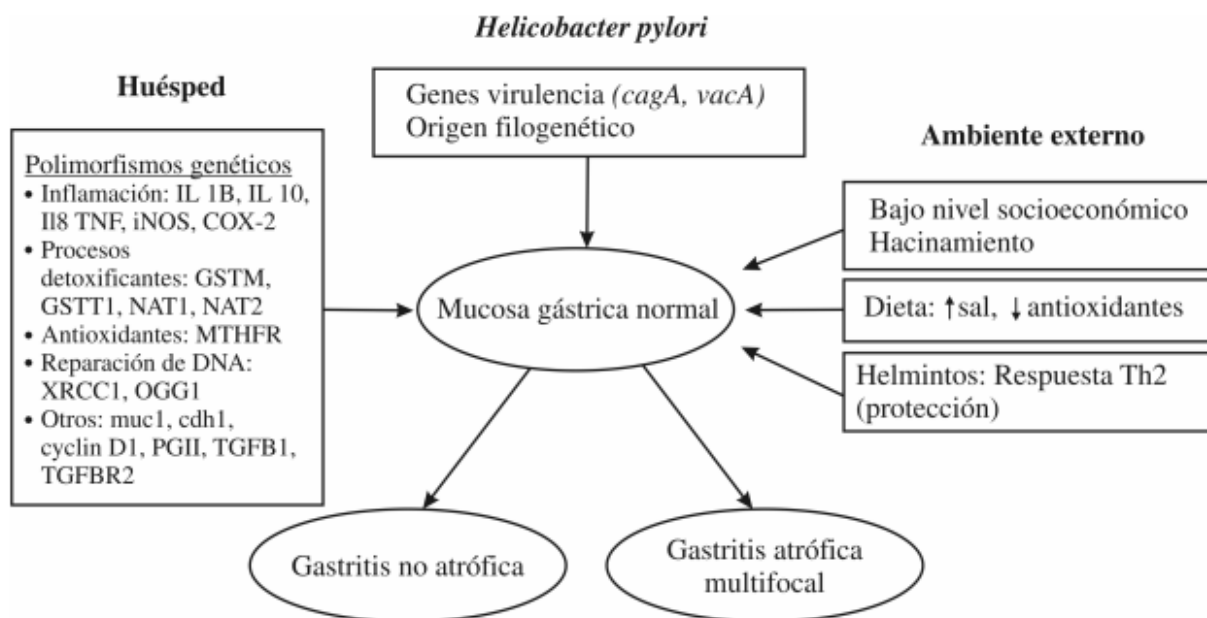 Helicobacter pylori
Genes virulencia (cagA, vacA)
Origen filogenético
Huésped
Polimorfismos genéticos
• Inflamación: IL 1B, IL 10,
Il8 TNF, iNOS, COX-2
• Procesos
detoxificantes: GSTM,
GSTT1, NAT1, NAT2
• Antioxidantes: MTHFR
• Reparación de DNA:
XRCC1, OGG1
• Otros: muc1, cdh1,
cyclin D1, PGII, TGFB1,
TGFBR2
Ambiente externo
Bajo nivel socioeconómico
Hacinamiento
Dieta: ↑sal, ↓antioxidantes
Helmintos: Respuesta Th2
(protección)
Mucosa gástrica normal
Gastritis no atrófica
Gastritis atrófica
multifocal